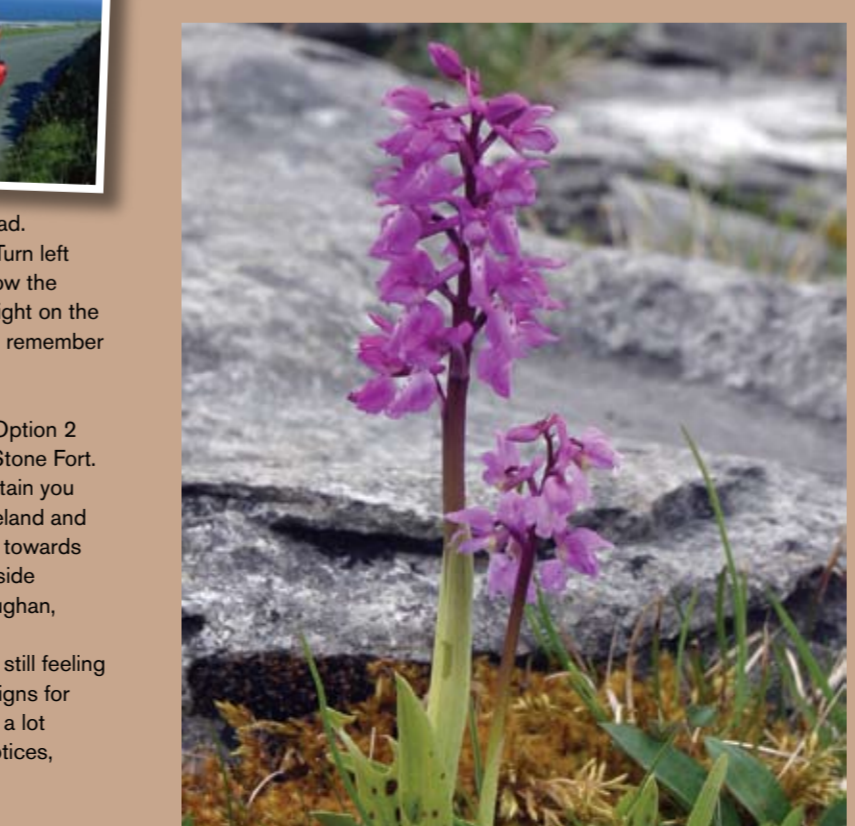 ad.
Turn left
ow the
ight on the
remember
Option 2
Stone Fort.
tain you
eland and
towards
side
ughan,
still feeling
igns for
a lot
otices,